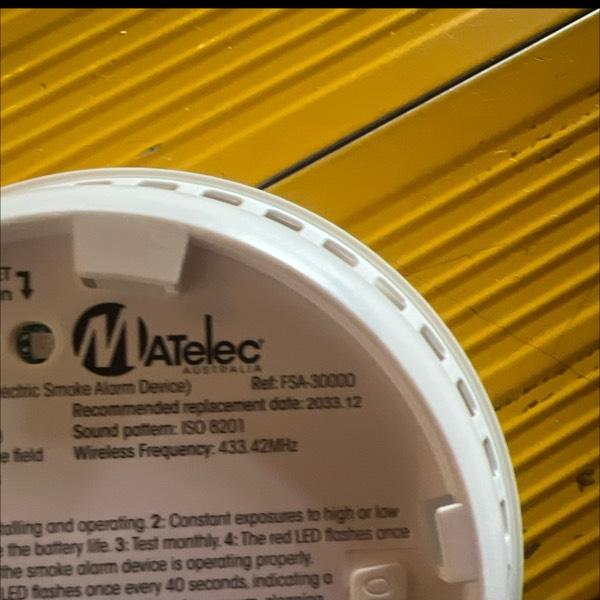 ET
n
MATelec
AUSTRALIA
ectric Smoke Alarm Device) Ref: FSA-30000
Recommended replacement date: 2033.12
) Sound pattern: ISO 8201
e field Wireless Frequency: 433.42MHz
talling and operating. 2: Constant exposures to high or low
the battery life. 3: Test monthly. 4: The red LED flashes once
the smoke alarm device is operating properly.
LED flashes once every 40 seconds, indicating a